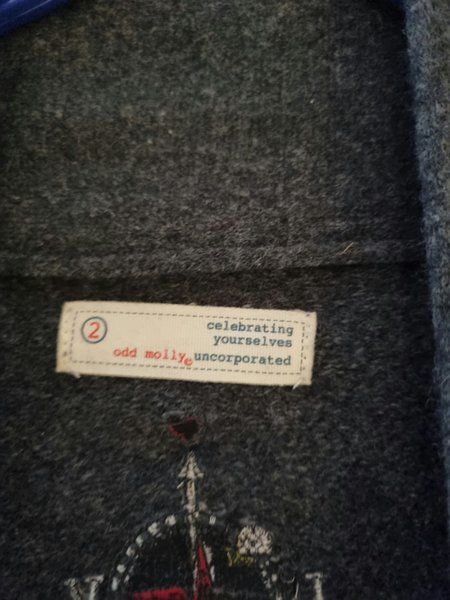 2
celebrating
yourselves
odd molly uncorporated